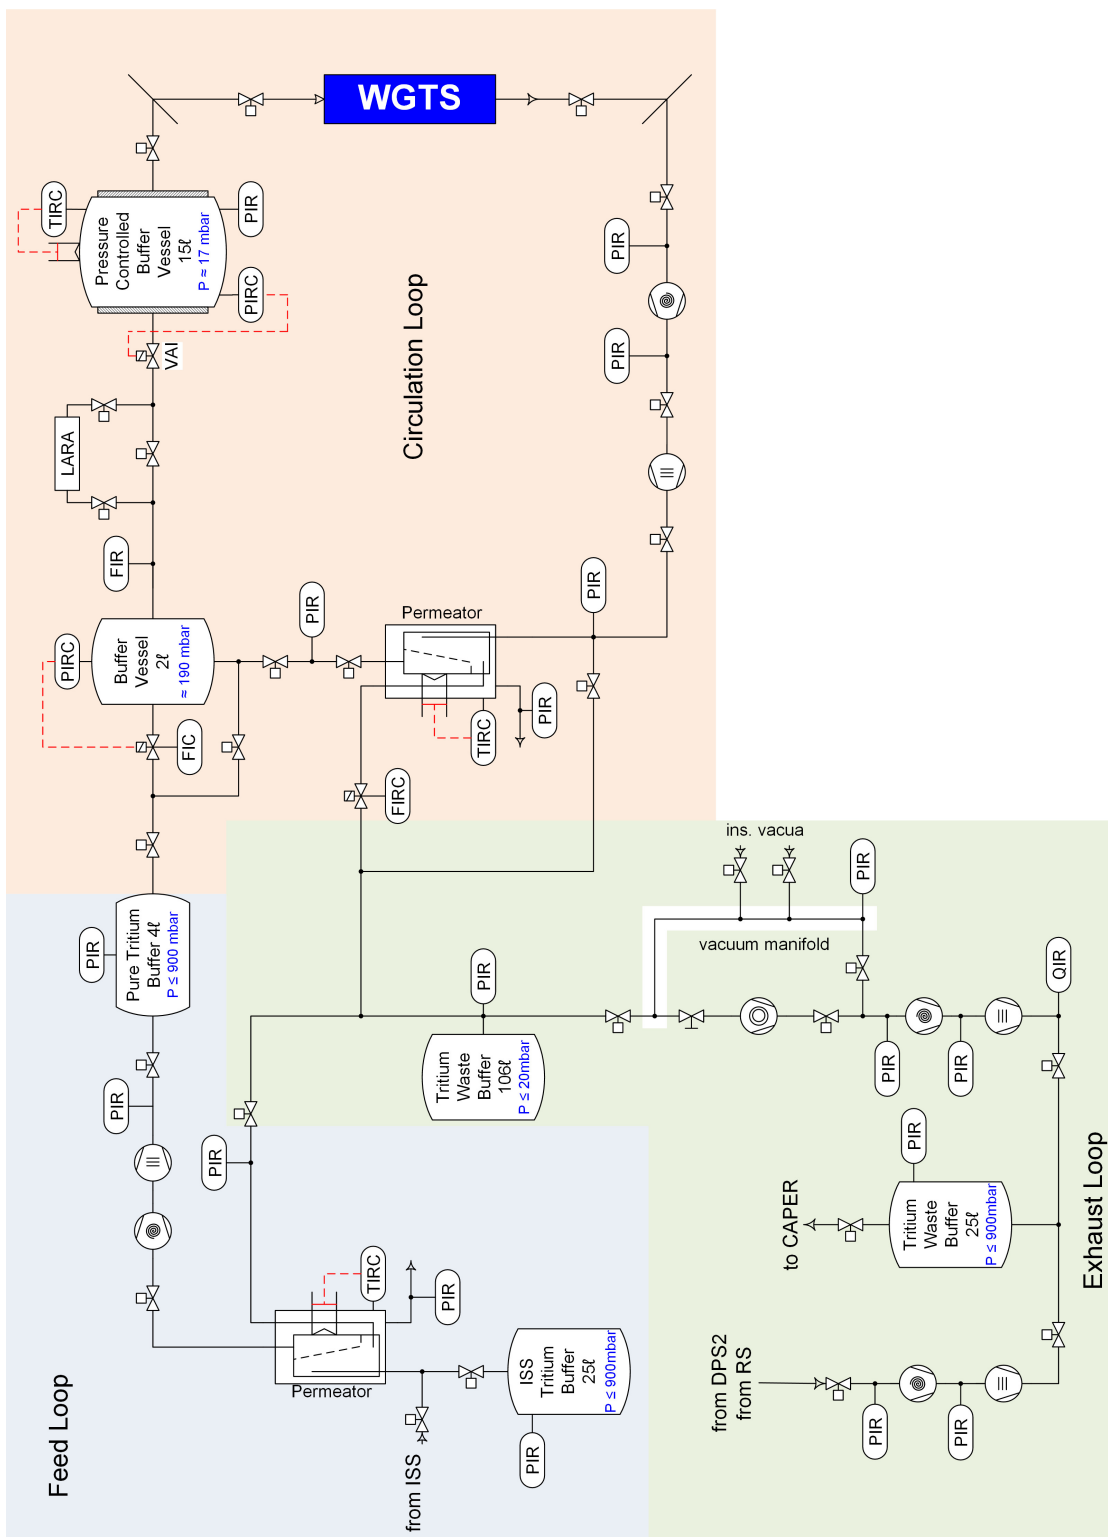 WGTS
TIRC
PIR
Pressure
Controlled
Buffer
Vessel
15ℓ
P ≈ 17 mbar
PIRC
VAI
PIR
PIR
Circulation Loop
LARA
FIR
PIR
PIR
Permeator
PIRC
Buffer
Vessel
2ℓ
≈ 190 mbar
FIC
TIRC
PIR
FIRC
ins. vacua
PIR
vacuum manifold
PIR
Pure Tritium
Buffer 4ℓ
P ≤ 900 mbar
PIR
QIR
Tritium
Waste
Buffer
106ℓ
P ≤ 20mbar
PIR
PIR
PIR
PIR
PIR
to CAPER
Tritium
Waste
Buffer
25ℓ
P ≤ 900mbar
Exhaust Loop
TIRC
PIR
Permeator
ISS
Tritium
Buffer
25ℓ
P ≤ 900mbar
PIR
from ISS
Feed Loop
from DPS2
from RS
PIR
PIR